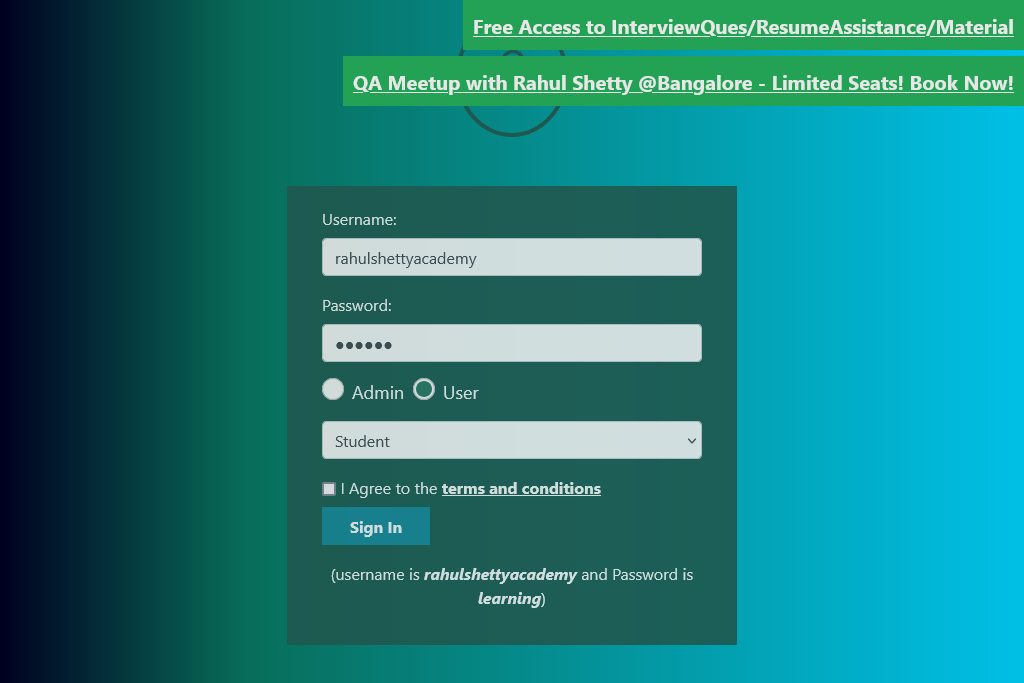 Free Access to InterviewQues/ResumeAssistance/Material
QA Meetup with Rahul Shetty @Bangalore - Limited Seats! Book Now!
Username:
rahulshettyacademy
Password:
••••••
Admin User
Student
I Agree to the terms and conditions
Sign In
(username is rahulshettyacademy and Password is
learning)